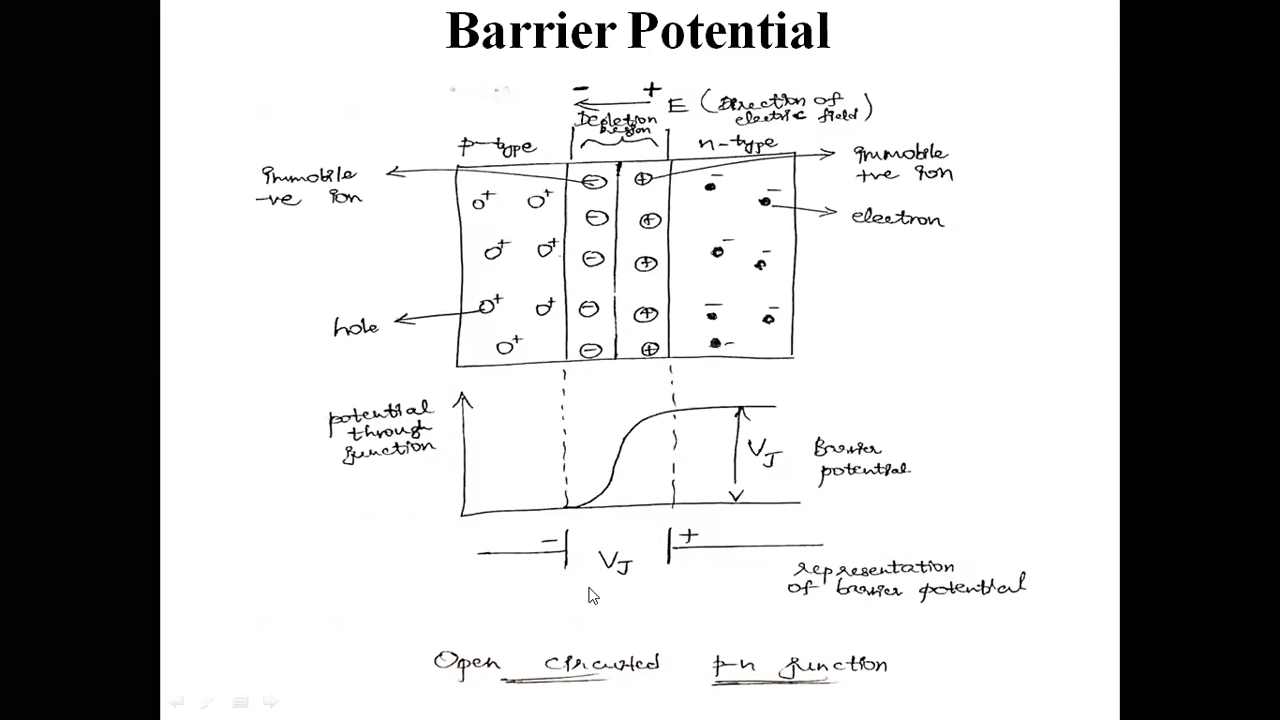 Barrier Potential
- +
E (Direction of
electric field)
Depletion
Region
p-type
n-type
immobile
-ve ion
immobile
+ve ion
electron
hole
potential
through
junction
VJ
Barrier
potential
- VJ +
representation
of barrier potential
Open circuited p-n junction